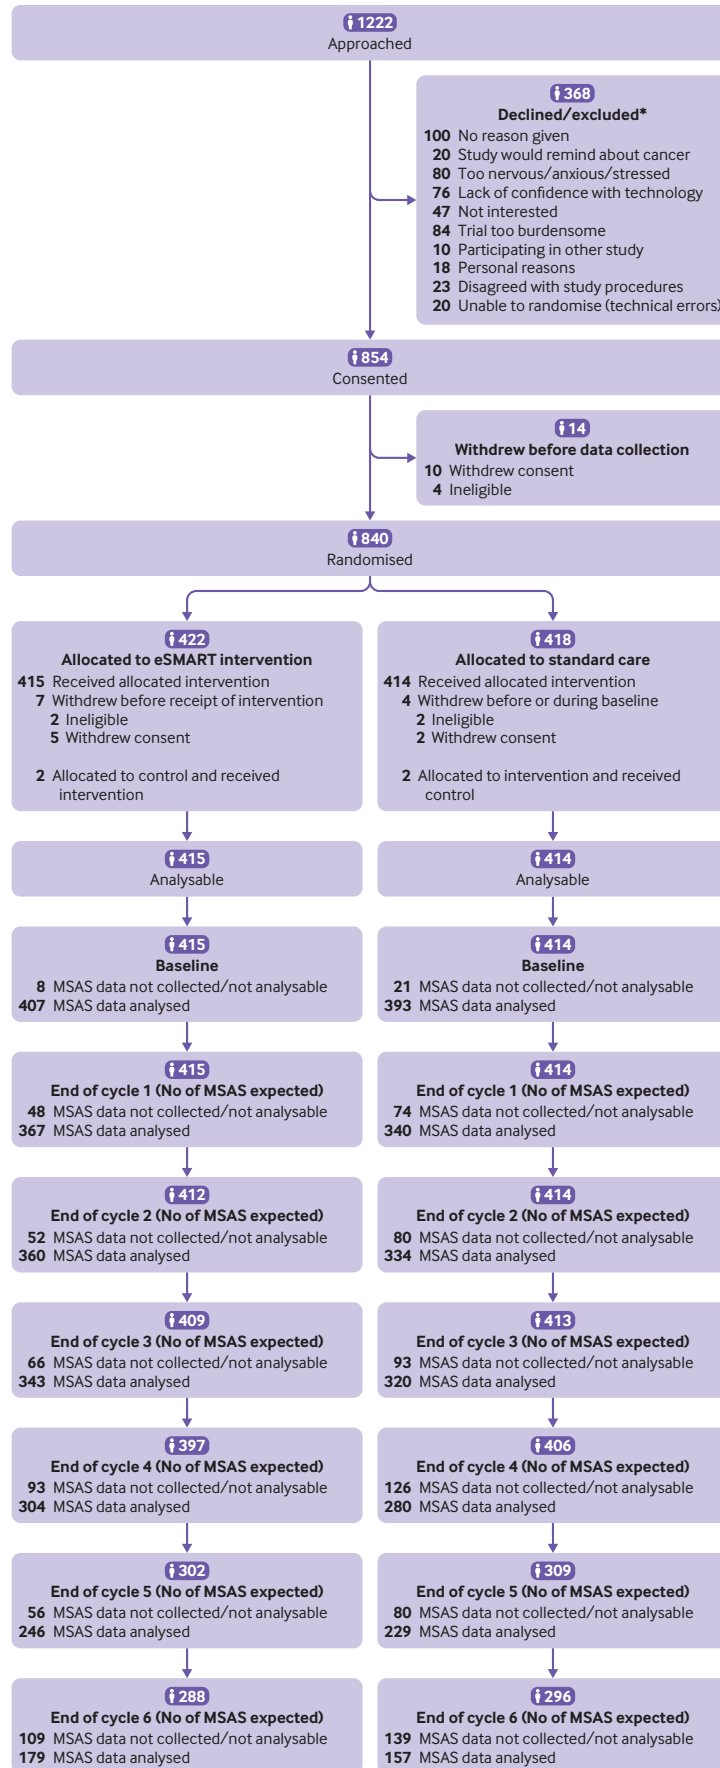 1222
Approached
368
Declined/excluded*
100 No reason given
20 Study would remind about cancer
80 Too nervous/anxious/stressed
76 Lack of confidence with technology
47 Not interested
84 Trial too burdensome
10 Participating in other study
18 Personal reasons
23 Disagreed with study procedures
20 Unable to randomise (technical errors)
854
Consented
14
Withdrew before data collection
10 Withdrew consent
4 Ineligible
840
Randomised
422
Allocated to eSMART intervention
415 Received allocated intervention
7 Withdrew before receipt of intervention
2 Ineligible
5 Withdrew consent
2 Allocated to control and received
intervention
418
Allocated to standard care
414 Received allocated intervention
4 Withdrew before or during baseline
2 Ineligible
2 Withdrew consent
2 Allocated to intervention and received
control
415
Analysable
414
Analysable
415
Baseline
8 MSAS data not collected/not analysable
407 MSAS data analysed
414
Baseline
21 MSAS data not collected/not analysable
393 MSAS data analysed
415
End of cycle 1 (No of MSAS expected)
48 MSAS data not collected/not analysable
367 MSAS data analysed
414
End of cycle 1 (No of MSAS expected)
74 MSAS data not collected/not analysable
340 MSAS data analysed
412
End of cycle 2 (No of MSAS expected)
52 MSAS data not collected/not analysable
360 MSAS data analysed
414
End of cycle 2 (No of MSAS expected)
80 MSAS data not collected/not analysable
334 MSAS data analysed
409
End of cycle 3 (No of MSAS expected)
66 MSAS data not collected/not analysable
343 MSAS data analysed
413
End of cycle 3 (No of MSAS expected)
93 MSAS data not collected/not analysable
320 MSAS data analysed
397
End of cycle 4 (No of MSAS expected)
93 MSAS data not collected/not analysable
304 MSAS data analysed
406
End of cycle 4 (No of MSAS expected)
126 MSAS data not collected/not analysable
280 MSAS data analysed
302
End of cycle 5 (No of MSAS expected)
56 MSAS data not collected/not analysable
246 MSAS data analysed
309
End of cycle 5 (No of MSAS expected)
80 MSAS data not collected/not analysable
229 MSAS data analysed
288
End of cycle 6 (No of MSAS expected)
109 MSAS data not collected/not analysable
179 MSAS data analysed
296
End of cycle 6 (No of MSAS expected)
139 MSAS data not collected/not analysable
157 MSAS data analysed